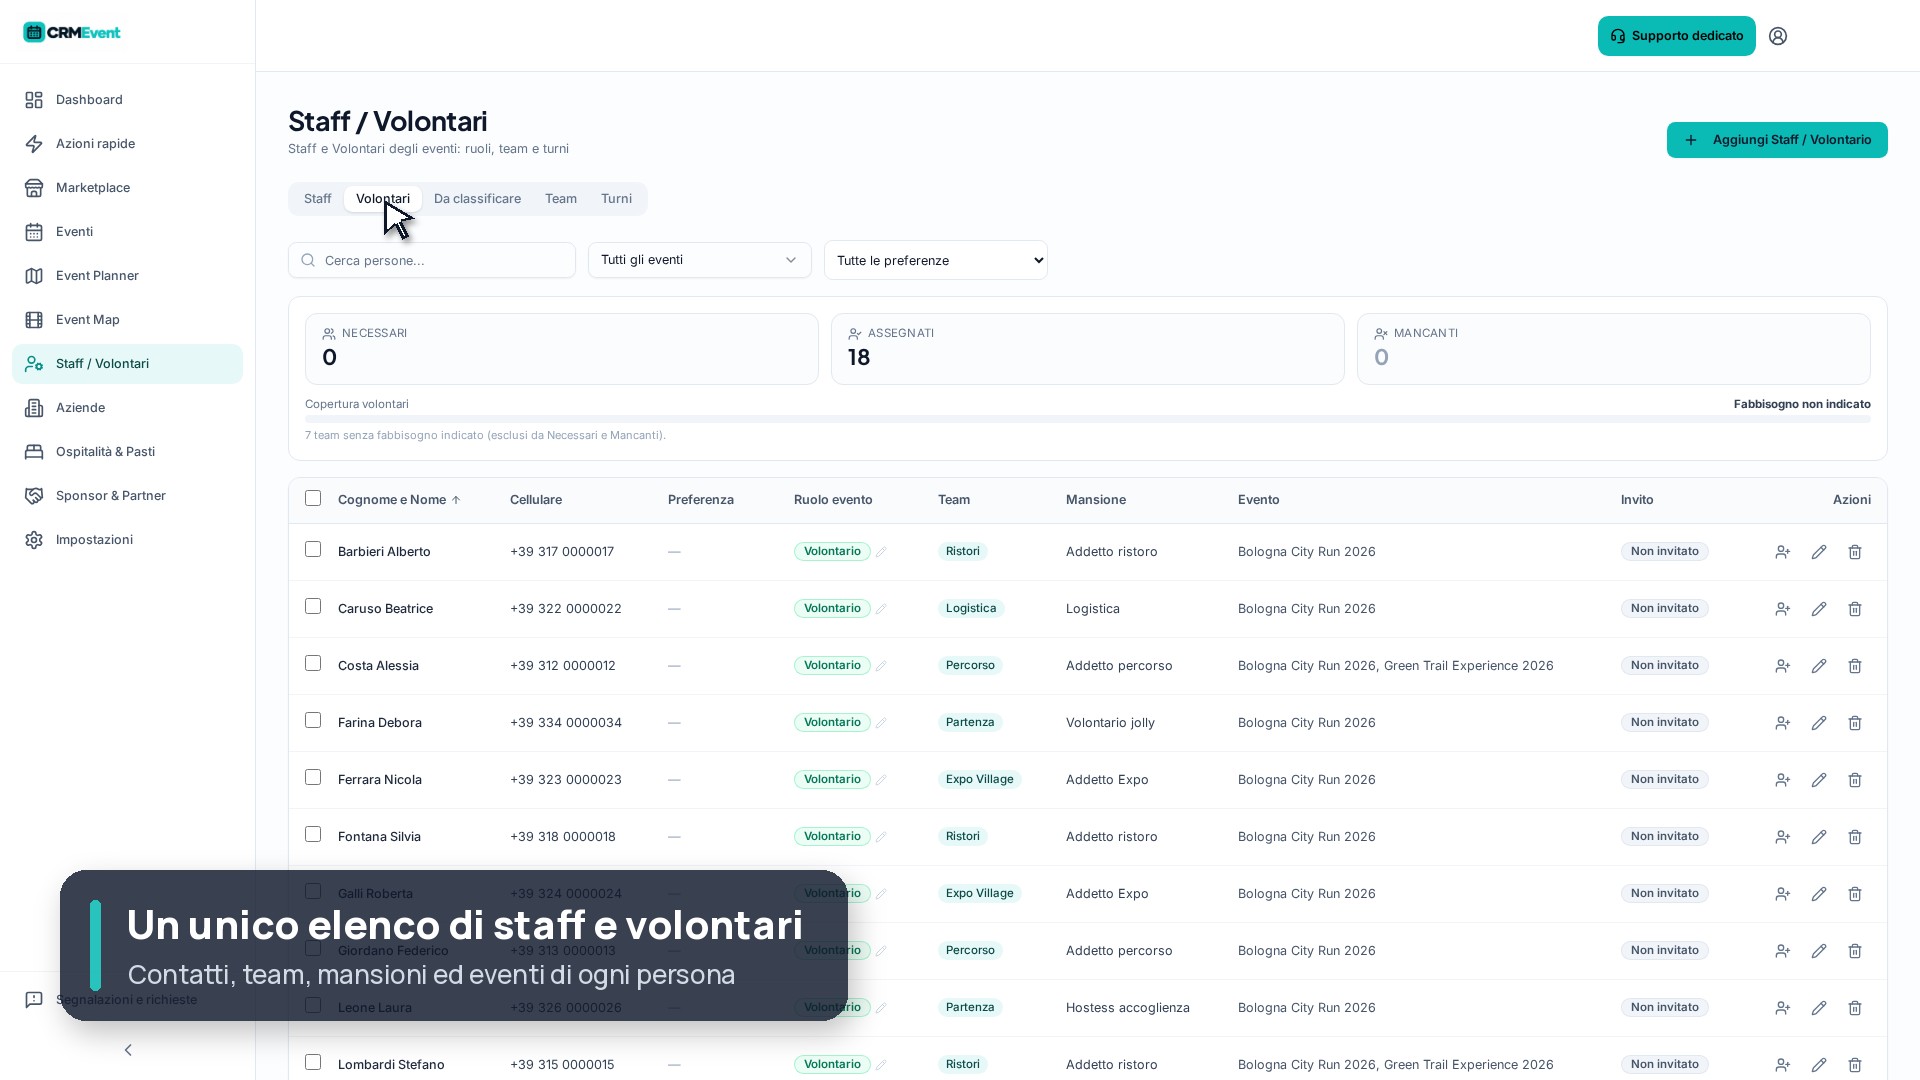 CRMEvent
Supporto dedicato
Dashboard
Azioni rapide
Marketplace
Eventi
Event Planner
Event Map
Staff / Volontari
Aziende
Ospitalità & Pasti
Sponsor & Partner
Impostazioni
Segnalazioni e richieste
Staff / Volontari
Staff e Volontari degli eventi: ruoli, team e turni
Aggiungi Staff / Volontario
Staff Volontari Da classificare Team Turni
Cerca persone... Tutti gli eventi Tutte le preferenze
NECESSARI
0
ASSEGNATI
18
MANCANTI
0
Copertura volontari Fabbisogno non indicato
7 team senza fabbisogno indicato (esclusi da Necessari e Mancanti).
Cognome e Nome Cellulare Preferenza Ruolo evento Team Mansione Evento Invito Azioni
Barbieri Alberto +39 317 0000017 — Volontario Ristori Addetto ristoro Bologna City Run 2026 Non invitato
Caruso Beatrice +39 322 0000022 — Volontario Logistica Logistica Bologna City Run 2026 Non invitato
Costa Alessia +39 312 0000012 — Volontario Percorso Addetto percorso Bologna City Run 2026, Green Trail Experience 2026 Non invitato
Farina Debora +39 334 0000034 — Volontario Partenza Volontario jolly Bologna City Run 2026 Non invitato
Ferrara Nicola +39 323 0000023 — Volontario Expo Village Addetto Expo Bologna City Run 2026 Non invitato
Fontana Silvia +39 318 0000018 — Volontario Ristori Addetto ristoro Bologna City Run 2026 Non invitato
Galli Roberta +39 324 0000024 — Volontario Expo Village Addetto Expo Bologna City Run 2026 Non invitato
Giordano Federico +39 313 0000013 — Volontario Percorso Addetto percorso Bologna City Run 2026 Non invitato
Leone Laura +39 326 0000026 — Volontario Partenza Hostess accoglienza Bologna City Run 2026 Non invitato
Lombardi Stefano +39 315 0000015 — Volontario Ristori Addetto ristoro Bologna City Run 2026, Green Trail Experience 2026 Non invitato
Un unico elenco di staff e volontari
Contatti, team, mansioni ed eventi di ogni persona